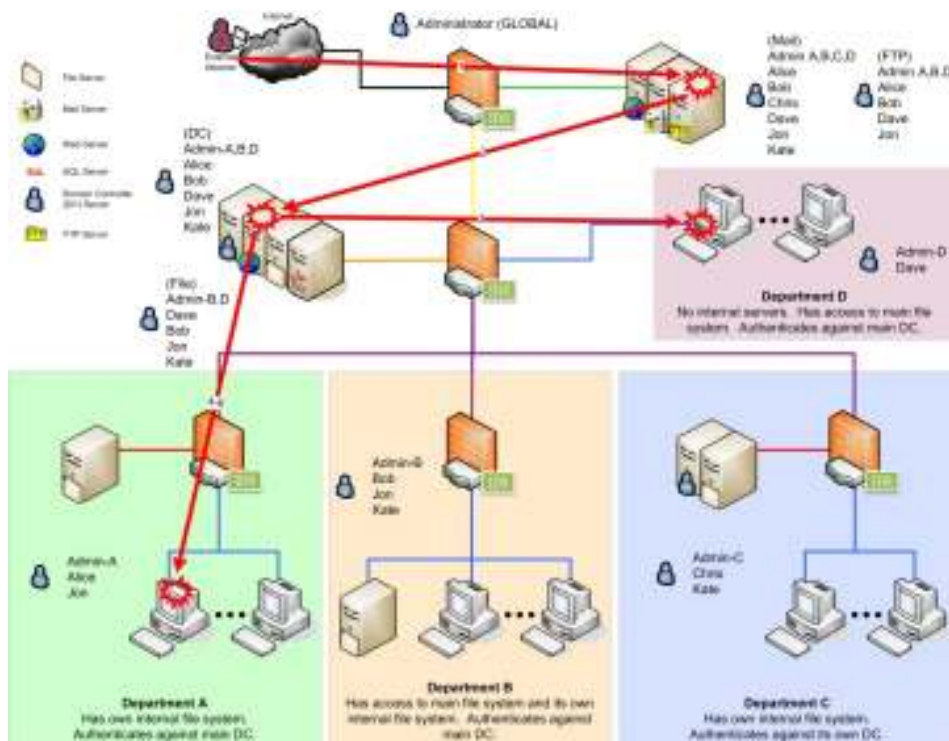 Internet
Administrator (GLOBAL)
External
File Server
Mail Server
Web Server
SQL Server
Domain Controller
FTP Server
(Mail)
Admin A,B,C,D
Alice
Bob
Chris
Dave
Jon
Kate
(FTP)
Admin A,B,D
Alice
Bob
Dave
Jon
(DC)
Admin-A,B,D
Alice
Bob
Dave
Jon
Kate
(File)
Admin-B,D
Dave
Bob
Jon
Kate
Admin-D
Dave
Department D
No internal servers. Has access to main file
system. Authenticates against main DC.
Admin-A
Alice
Jon
Department A
Has own internal file system.
Authenticates against main DC.
Admin-B
Bob
Jon
Kate
Department B
Has access to main file system and its own
internal file system. Authenticates against
main DC.
Admin-C
Chris
Kate
Department C
Has own internal file system.
Authenticates against its own DC.